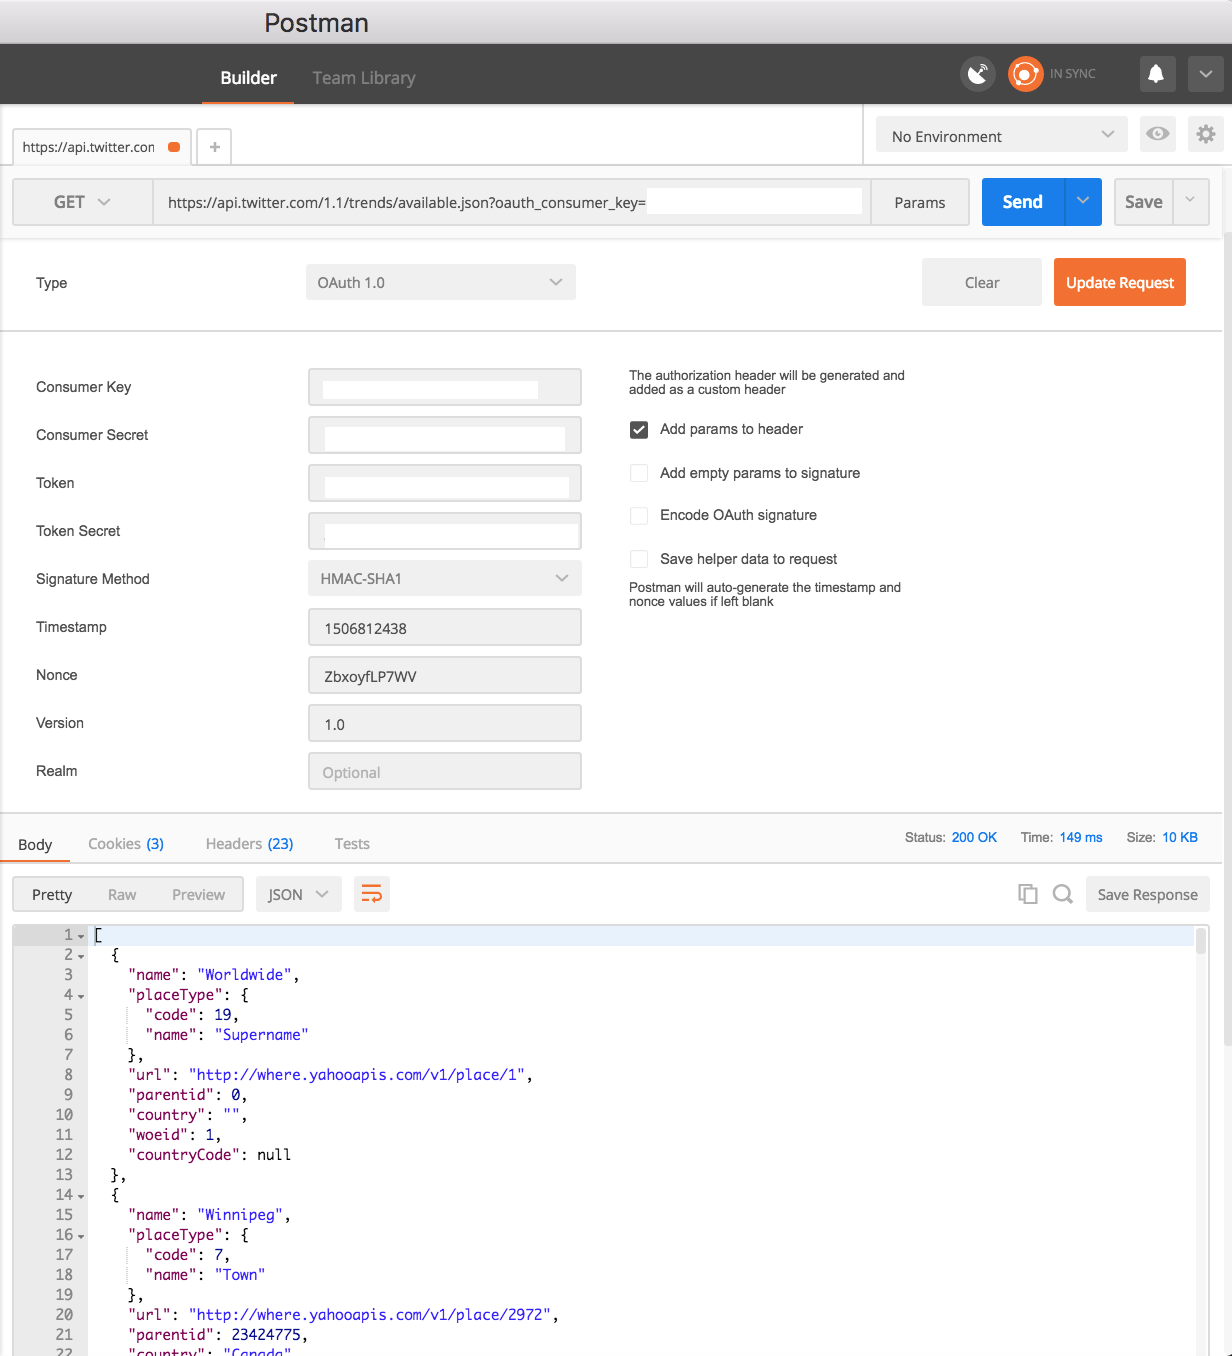 Postman
Builder Team Library IN SYNC
https://api.twitter.con + No Environment
GET https://api.twitter.com/1.1/trends/available.json?oauth_consumer_key= Params Send Save
Type OAuth 1.0 Clear Update Request
Consumer Key
Consumer Secret
Token
Token Secret
Signature Method HMAC-SHA1
Timestamp 1506812438
Nonce ZbxoyfLP7WV
Version 1.0
Realm Optional
The authorization header will be generated and
added as a custom header
Add params to header
Add empty params to signature
Encode OAuth signature
Save helper data to request
Postman will auto-generate the timestamp and
nonce values if left blank
Body Cookies (3) Headers (23) Tests Status: 200 OK Time: 149 ms Size: 10 KB
Pretty Raw Preview JSON Save Response
1 [
2 {
3 "name": "Worldwide",
4 "placeType": {
5 "code": 19,
6 "name": "Supername"
7 },
8 "url": "http://where.yahooapis.com/v1/place/1",
9 "parentid": 0,
10 "country": "",
11 "woeid": 1,
12 "countryCode": null
13 },
14 {
15 "name": "Winnipeg",
16 "placeType": {
17 "code": 7,
18 "name": "Town"
19 },
20 "url": "http://where.yahooapis.com/v1/place/2972",
21 "parentid": 23424775,
22 "country": "Canada"